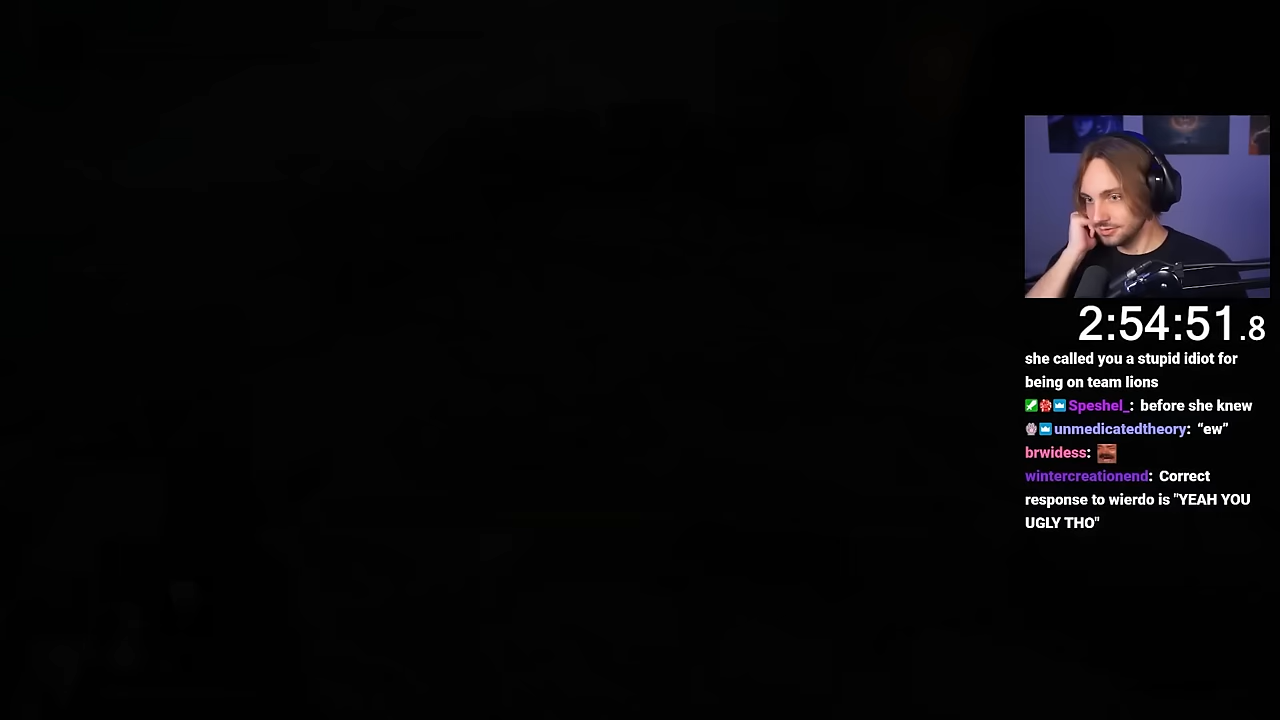 2:54:51.8
she called you a stupid idiot for
being on team lions
Speshel_: before she knew
unmedicatedtheory: “ew”
brwidess:
wintercreationend: Correct
response to wierdo is "YEAH YOU
UGLY THO"